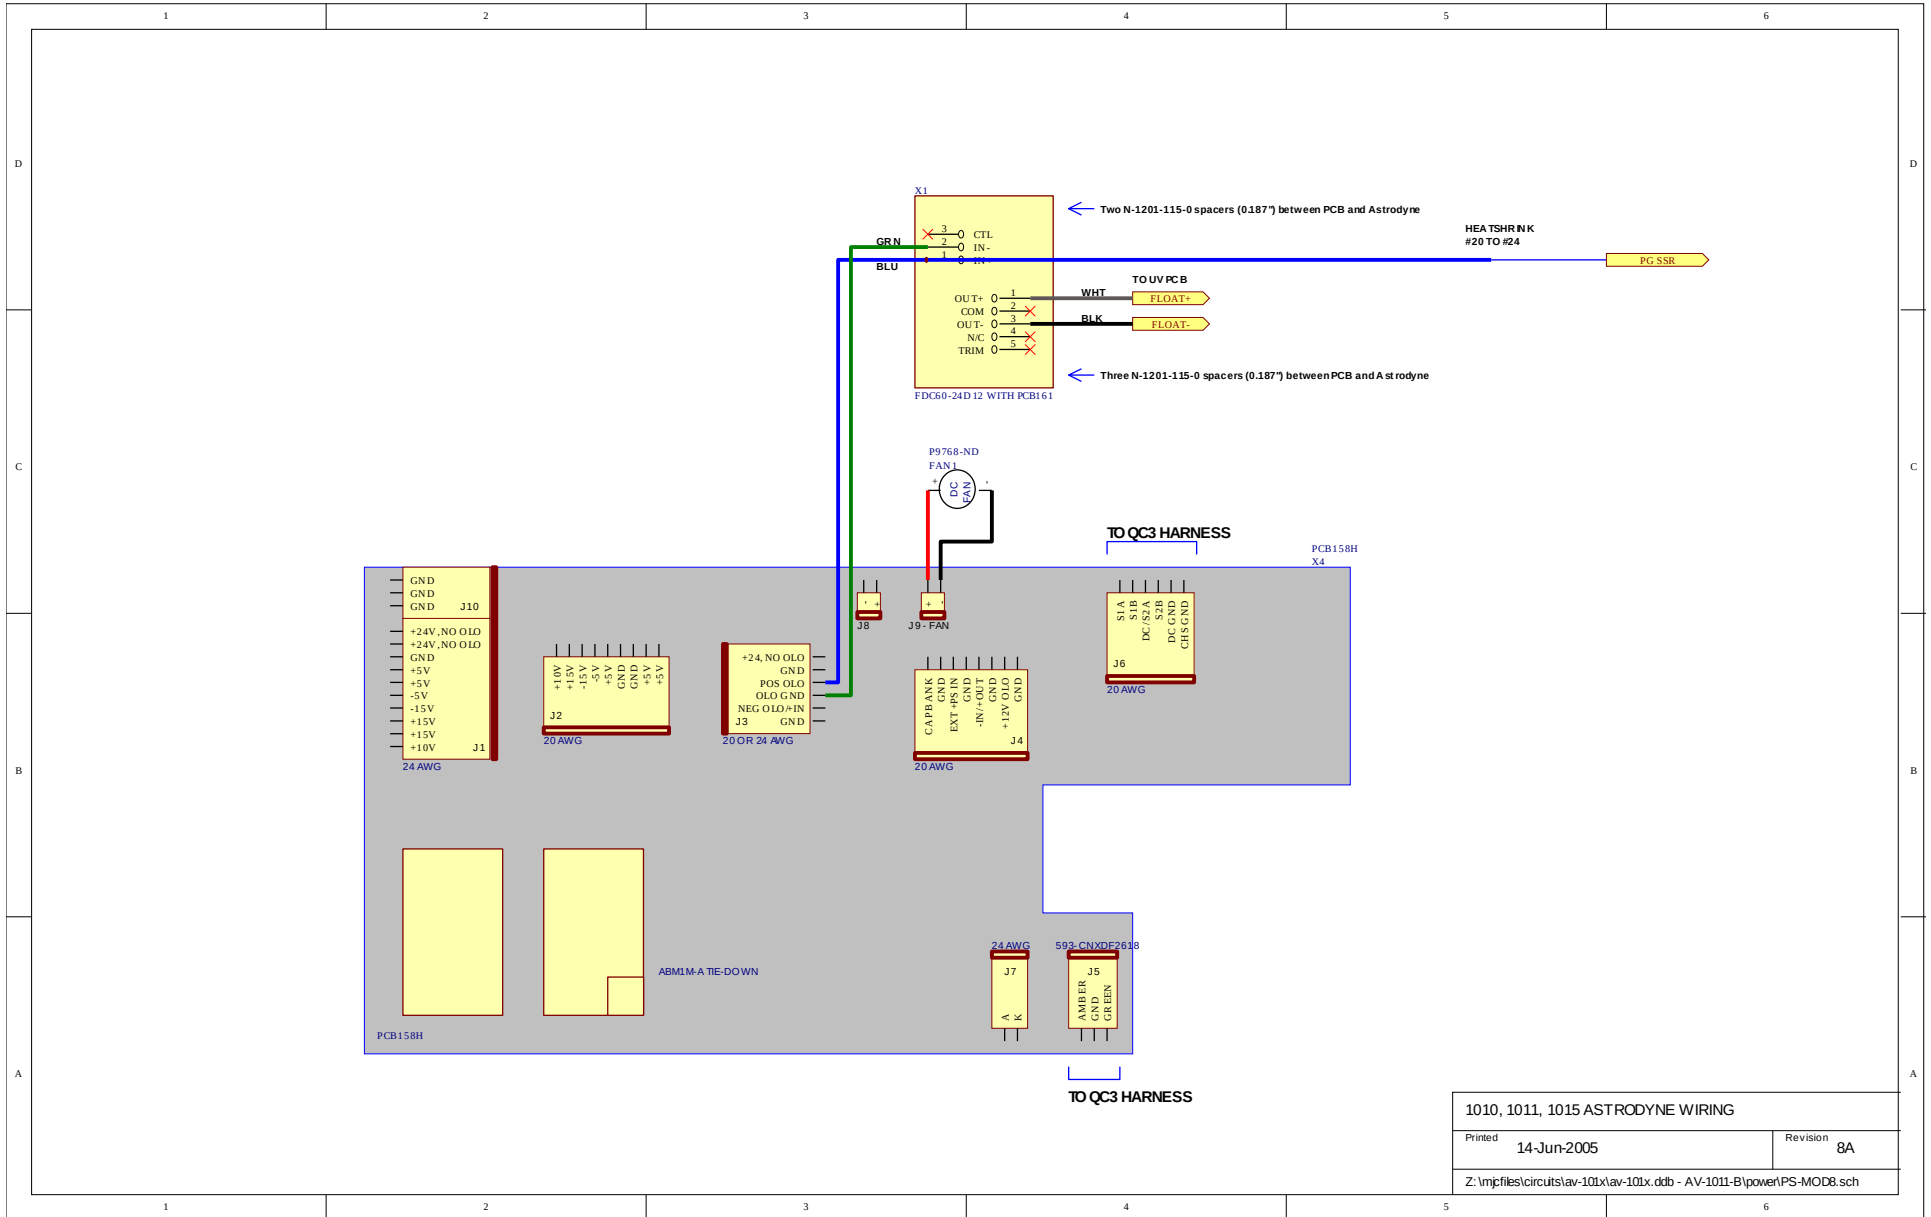 1 2 3 4 5 6
D D
X1
Two N-1201-115-0 spacers (0.187") between PCB and Astrodyne
HEATSHRINK
#20 TO #24
3 CTL
GRN 2 IN-
BLU 1 IN+
PG SSR
TO UV PCB
OUT+ 1 WHT FLOAT+
COM 2
OUT- 3 BLK FLOAT-
N/C 4
TRIM 5
Three N-1201-115-0 spacers (0.187") between PCB and Astrodyne
FDC60-24D12 WITH PCB161
C C
P9768-ND
FAN1
+ -
DC
FAN
TO QC3 HARNESS
PCB158H
X4
GND
GND
GND J10
+24V, NO OLO
+24V, NO OLO
GND
+5V
+5V
-5V
-15V
+15V
+15V
+10V J1
24 AWG
+10V
+15V
-15V
-5V
+5V
GND
GND
+5V
+5V
J2
20 AWG
+24, NO OLO
GND
POS OLO
OLO GND
NEG OLO/+IN
J3 GND
20 OR 24 AWG
- +
J8
+ -
J9 - FAN
CAPBANK
GND
EXT +PS IN
GND
-IN/+OUT
GND
+12V OLO
GND
J4
20 AWG
S1A
S1B
DC/S2A
S2B
DC GND
CHS GND
J6
20 AWG
B B
ABM1M-A TIE-DOWN
24 AWG
J7
A
K
593-CNXDF2618
J5
AMBER
GND
GREEN
PCB158H
A A
TO QC3 HARNESS
1010, 1011, 1015 ASTRODYNE WIRING
Printed 14-Jun-2005 Revision 8A
Z:\mjcfiles\circuits\av-101x\av-101x.ddb - AV-1011-B\power\PS-MOD8.sch
1 2 3 4 5 6